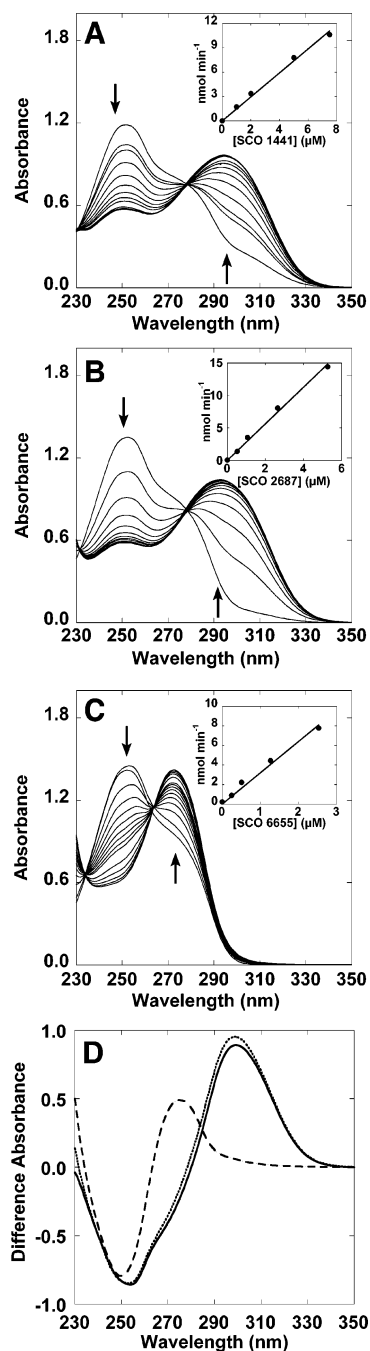 A
12
9
6
3
0
nmol min-1
0 2 4 6 8
[SCO 1441] (µM)
1.8
1.2
0.6
0.0
Absorbance
230 250 270 290 310 330 350
Wavelength (nm)
B
15
10
5
0
nmol min-1
0 2 4 6
[SCO 2687] (µM)
1.8
1.2
0.6
0.0
Absorbance
230 250 270 290 310 330 350
Wavelength (nm)
C
10
8
6
4
2
0
nmol min-1
0 1 2 3
[SCO 6655] (µM)
1.8
1.2
0.6
0.0
Absorbance
230 250 270 290 310 330 350
Wavelength (nm)
D
1.0
0.5
0.0
-0.5
-1.0
Difference Absorbance
230 250 270 290 310 330 350
Wavelength (nm)